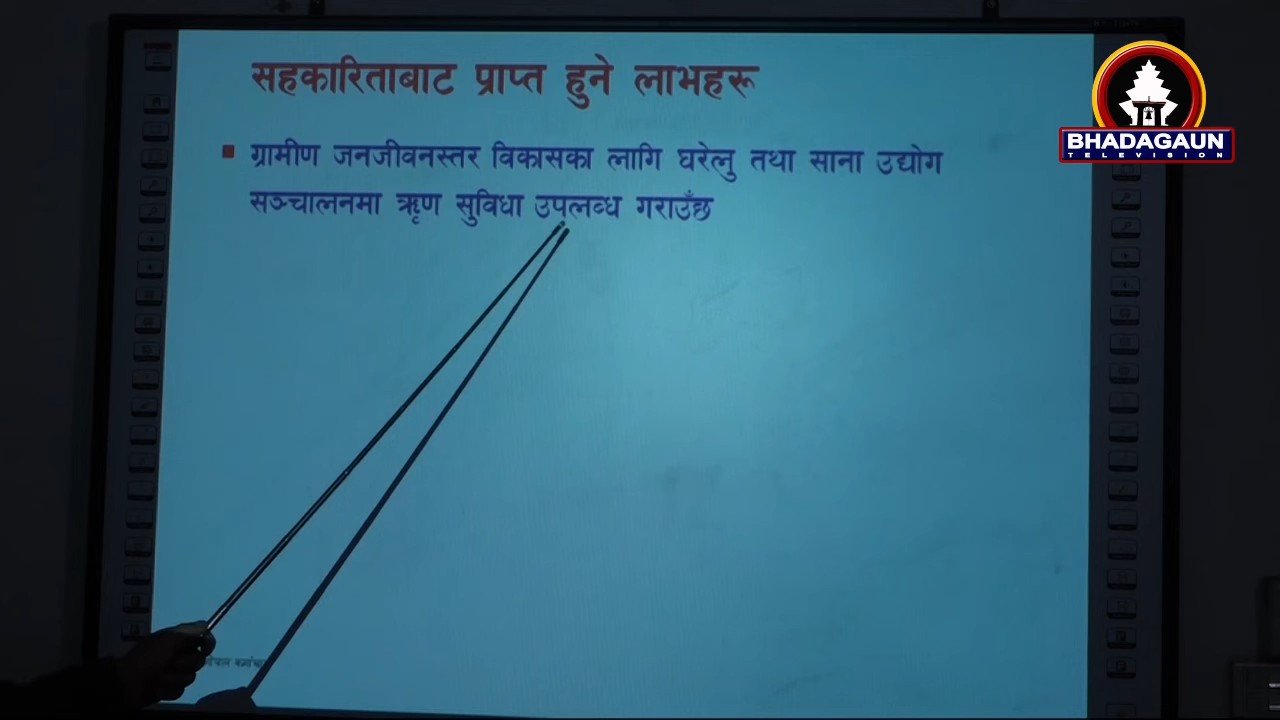 सहकारिताबाट प्राप्त हुने लाभहरू
ग्रामीण जनजीवनस्तर विकासका लागि घरेलु तथा साना उद्योग
सञ्चालनमा ऋण सुविधा उपलब्ध गराउँछ
BHADAGAUN
TELEVISION